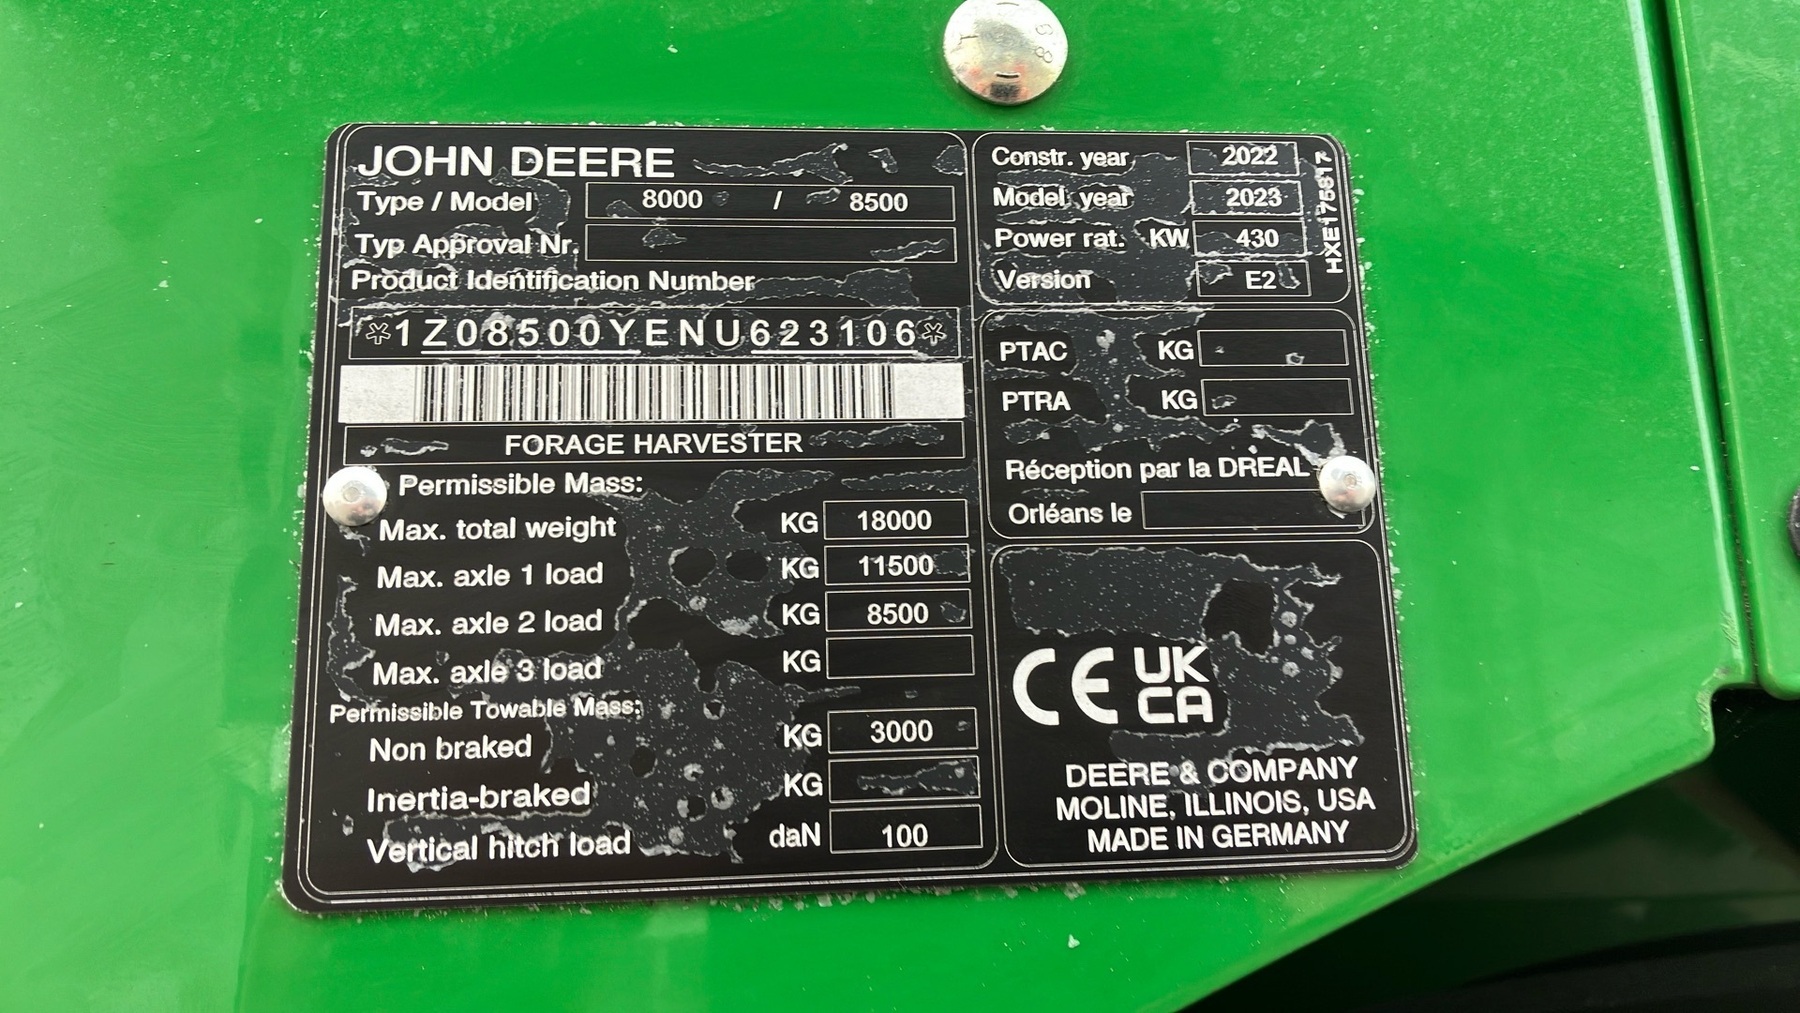 JOHN DEERE
Type / Model 8000 / 8500
Typ Approval Nr.
Product Identification Number
*1Z08500YENU623106*
FORAGE HARVESTER
Permissible Mass:
Max. total weight KG 18000
Max. axle 1 load KG 11500
Max. axle 2 load KG 8500
Max. axle 3 load KG
Permissible Towable Mass:
Non braked KG 3000
Inertia-braked KG
Vertical hitch load daN 100
Constr. year 2022
Model year 2023
Power rat. KW 430
Version E2
HXE175817
PTAC KG
PTRA KG
Réception par la DREAL
Orléans le
CE UK
CA
DEERE & COMPANY
MOLINE, ILLINOIS, USA
MADE IN GERMANY